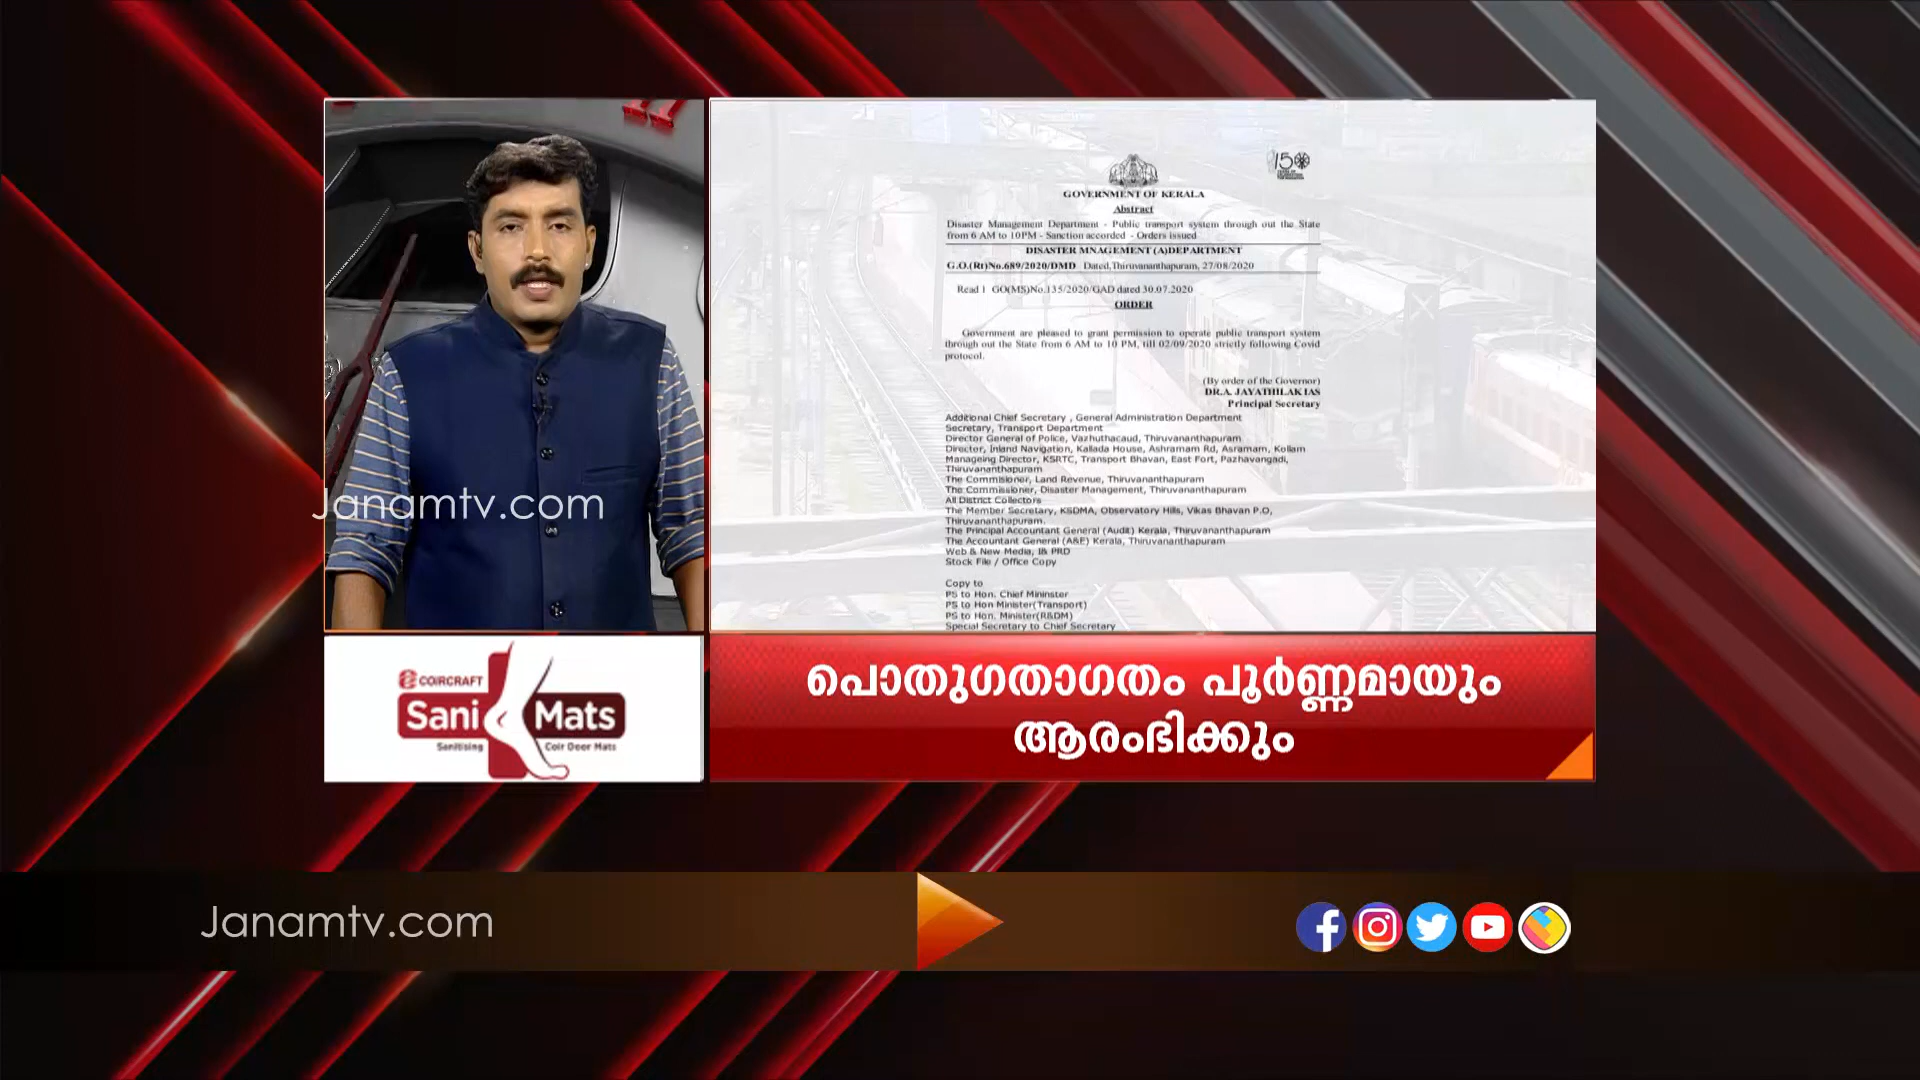 GOVERNMENT OF KERALA
Abstract
Disaster Management Department - Public transport system through out the State
from 6 AM to 10PM - Sanction accorded - Orders issued
DISASTER MNAGEMENT (A)DEPARTMENT
G.O.(Rt)No.689/2020/DMD Dated,Thiruvananthapuram, 27/08/2020
Read 1 GO(MS)No.135/2020/GAD dated 30.07.2020
ORDER
Government are pleased to grant permission to operate public transport system
through out the State from 6 AM to 10 PM, till 02/09/2020 strictly following Covid
protocol.
(By order of the Governor)
DR.A. JAYATHILAK IAS
Principal Secretary
Additional Chief Secretary , General Administration Department
Secretary, Transport Department
Director General of Police, Vazhuthacaud, Thiruvananthapuram
Director, Inland Navigation, Kallada House, Ashramam Rd, Asramam, Kollam
Manageing Director, KSRTC, Transport Bhavan, East Fort, Pazhavangadi,
Thiruvananthapuram
The Commisioner, Land Revenue, Thiruvananthapuram
The Commissioner, Disaster Management, Thiruvananthapuram
All District Collectors
The Member Secretary, KSDMA, Observatory Hills, Vikas Bhavan P.O,
Thiruvananthapuram.
The Principal Accountant General (Audit) Kerala, Thiruvananthapuram
The Accountant General (A&E) Kerala, Thiruvananthapuram
Web & New Media, I& PRD
Stock File / Office Copy
Copy to
PS to Hon. Chief Mininster
PS to Hon Minister(Transport)
PS to Hon. Minister(R&DM)
Special Secretary to Chief Secretary
Janamtv.com
COIRCRAFT
Sani Mats
Sanitising Coir Door Mats
പൊതുഗതാഗതം പൂർണ്ണമായും
ആരംഭിക്കും
Janamtv.com